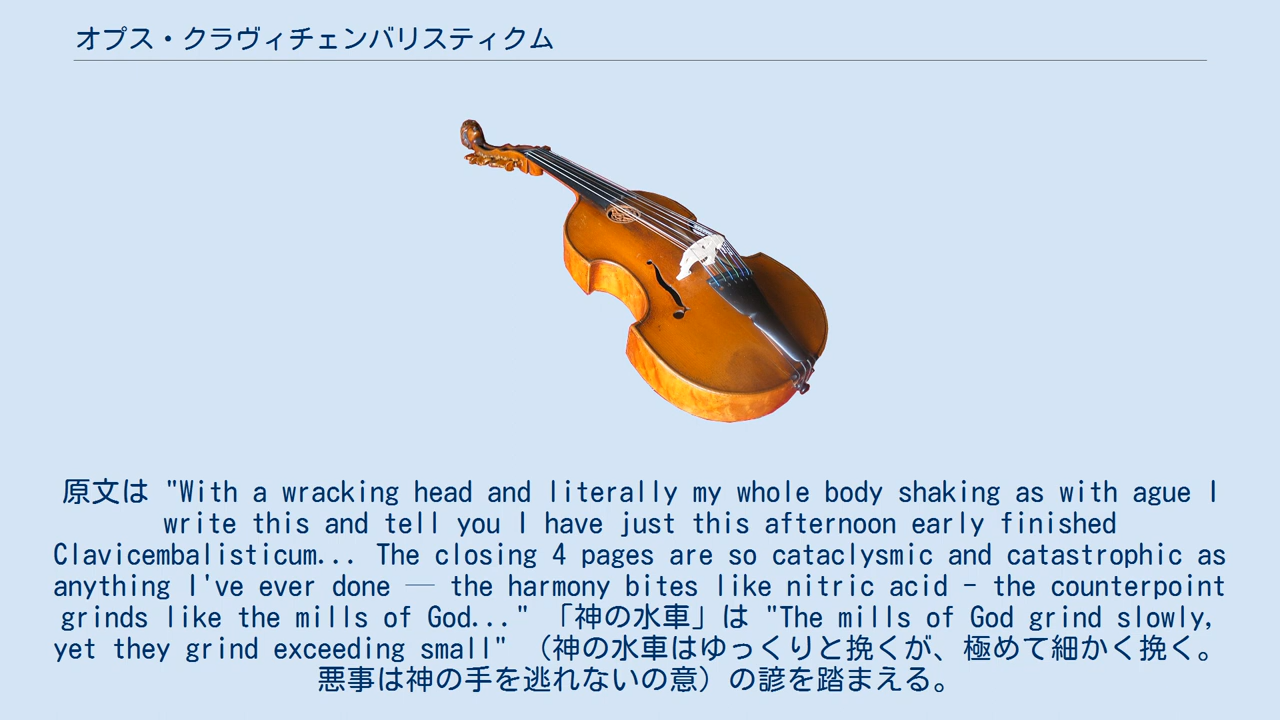 オプス・クラヴィチェンバリスティクム
原文は "With a wracking head and literally my whole body shaking as with ague I
write this and tell you I have just this afternoon early finished
Clavicembalisticum... The closing 4 pages are so cataclysmic and catastrophic as
anything I've ever done ── the harmony bites like nitric acid - the counterpoint
grinds like the mills of God..." 「神の水車」は "The mills of God grind slowly,
yet they grind exceeding small" （神の水車はゆっくりと挽くが、極めて細かく挽く。
悪事は神の手を逃れないの意）の諺を踏まえる。